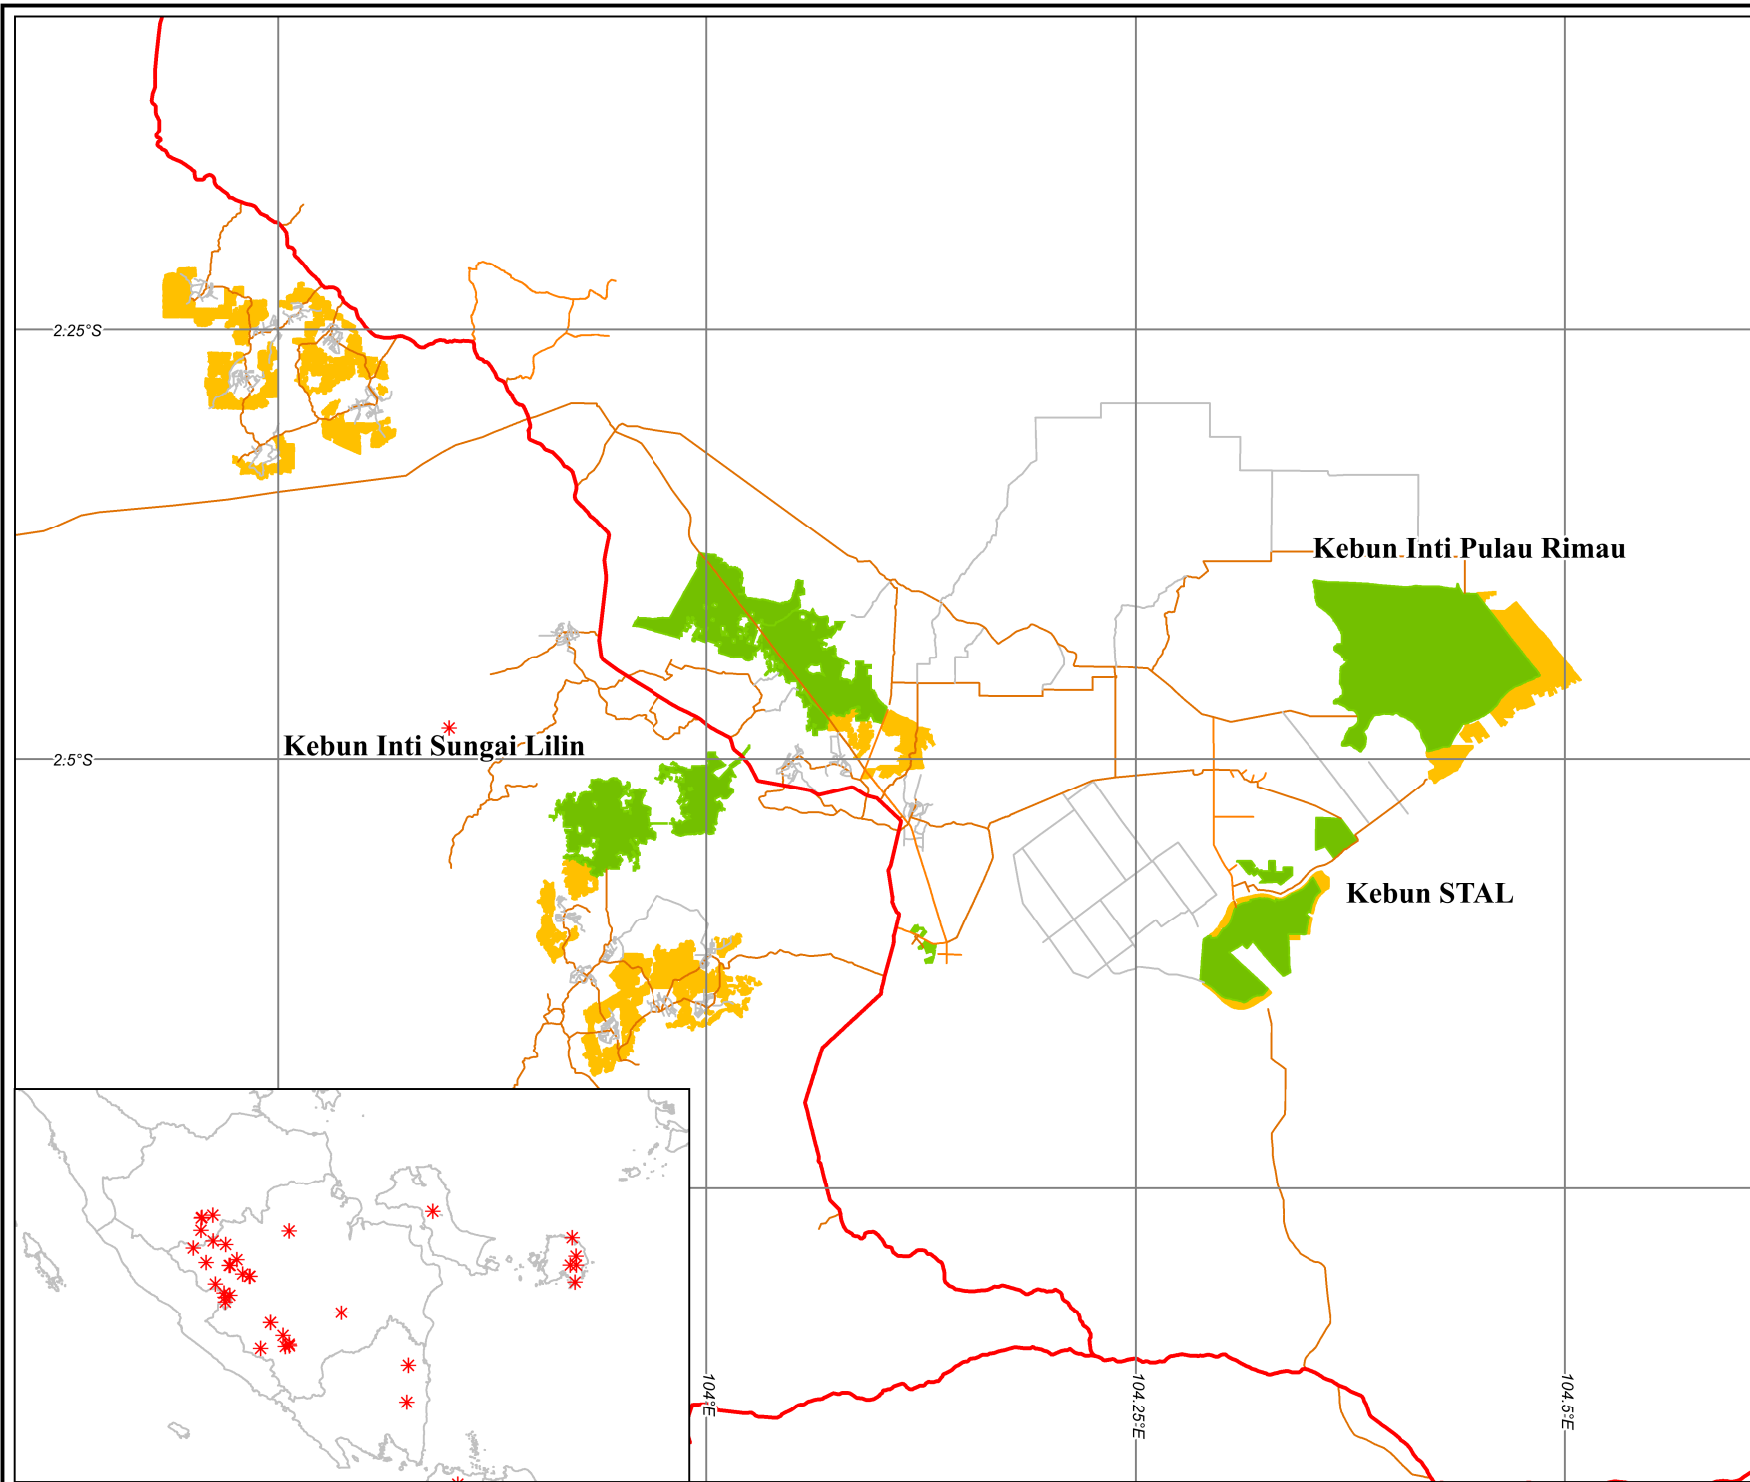 2.25°S
Kebun Inti Pulau Rimau
Kebun Inti Sungai Lilin
2.5°S
Kebun STAL
104°E
104.25°E
104.5°E